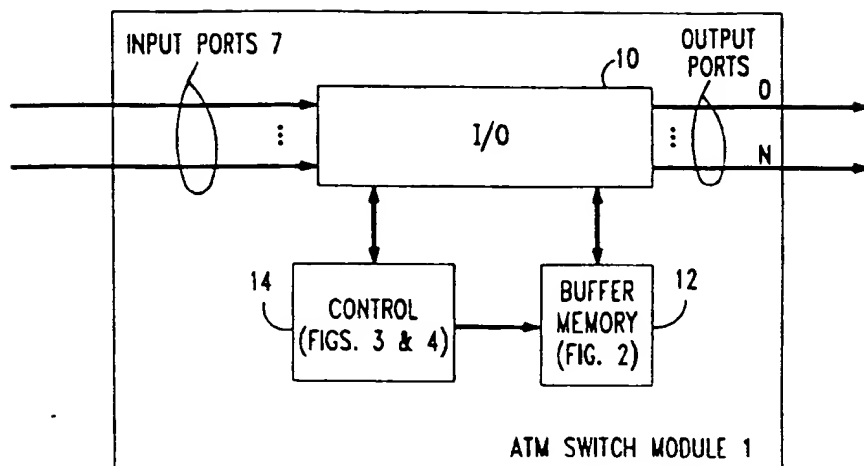 INPUT PORTS 7
OUTPUT
PORTS
10
0
I/O
⋮
⋮
N
14
CONTROL
(FIGS. 3 & 4)
BUFFER
MEMORY
(FIG. 2)
12
ATM SWITCH MODULE 1